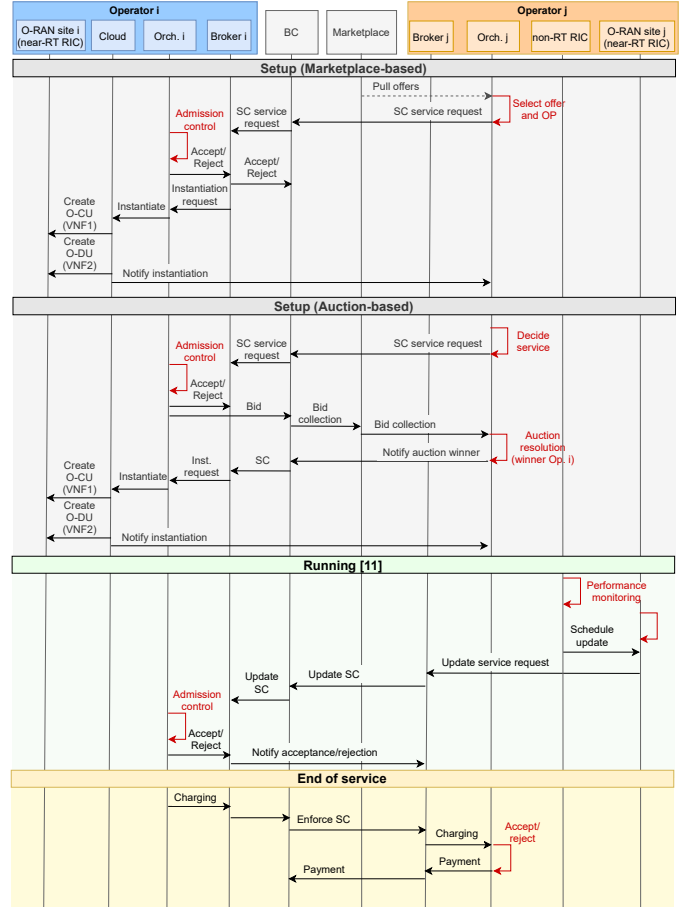 Operator i
Operator j
O-RAN site i
(near-RT RIC)
Cloud
Orch. i
Broker i
BC
Marketplace
Broker j
Orch. j
non-RT RIC
O-RAN site j
(near-RT RIC)
Setup (Marketplace-based)
Pull offers
Select offer
and OP
SC service request
SC service
request
Admission
control
Accept/
Reject
Accept/
Reject
Instantiation
request
Instantiate
Create
O-CU
(VNF1)
Create
O-DU
(VNF2)
Notify instantiation
Setup (Auction-based)
Decide
service
SC service request
SC service
request
Admission
control
Accept/
Reject
Bid
Bid
collection
Bid collection
Auction
resolution
(winner Op. i)
Notify auction winner
SC
Inst.
request
Instantiate
Create
O-CU
(VNF1)
Create
O-DU
(VNF2)
Notify instantiation
Running [11]
Performance
monitoring
Schedule
update
Update service request
Update SC
Update
SC
Admission
control
Accept/
Reject
Notify acceptance/rejection
End of service
Charging
Enforce SC
Charging
Accept/
reject
Payment
Payment